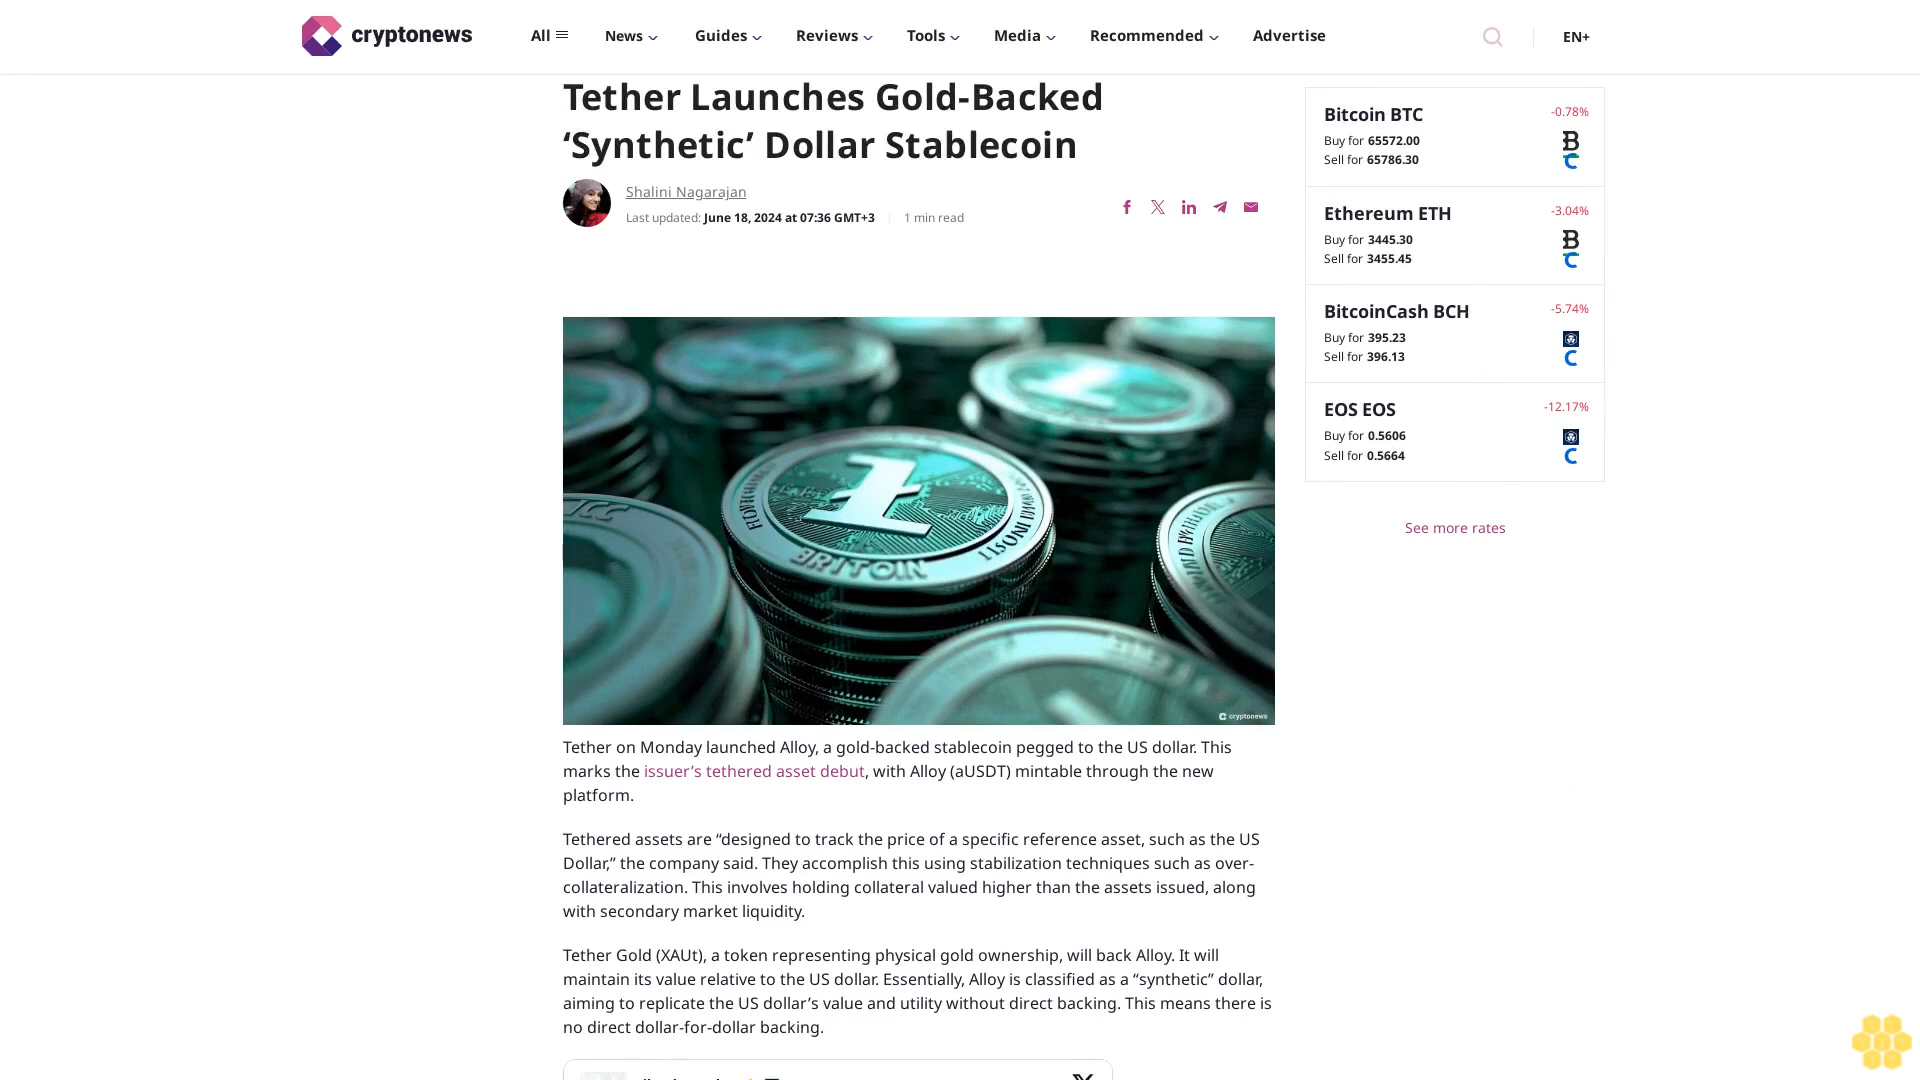 cryptonews
All
News
Guides
Reviews
Tools
Media
Recommended
Advertise
EN+
Tether Launches Gold-Backed
‘Synthetic’ Dollar Stablecoin
Shalini Nagarajan
Last updated: June 18, 2024 at 07:36 GMT+3
1 min read
BRITOIN
cryptonews
Tether on Monday launched Alloy, a gold-backed stablecoin pegged to the US dollar. This
marks the issuer’s tethered asset debut, with Alloy (aUSDT) mintable through the new
platform.
Tethered assets are “designed to track the price of a specific reference asset, such as the US
Dollar,” the company said. They accomplish this using stabilization techniques such as over-
collateralization. This involves holding collateral valued higher than the assets issued, along
with secondary market liquidity.
Tether Gold (XAUt), a token representing physical gold ownership, will back Alloy. It will
maintain its value relative to the US dollar. Essentially, Alloy is classified as a “synthetic” dollar,
aiming to replicate the US dollar’s value and utility without direct backing. This means there is
no direct dollar-for-dollar backing.
Bitcoin BTC
-0.78%
Buy for 65572.00
Sell for 65786.30
Ethereum ETH
-3.04%
Buy for 3445.30
Sell for 3455.45
BitcoinCash BCH
-5.74%
Buy for 395.23
Sell for 396.13
EOS EOS
-12.17%
Buy for 0.5606
Sell for 0.5664
See more rates